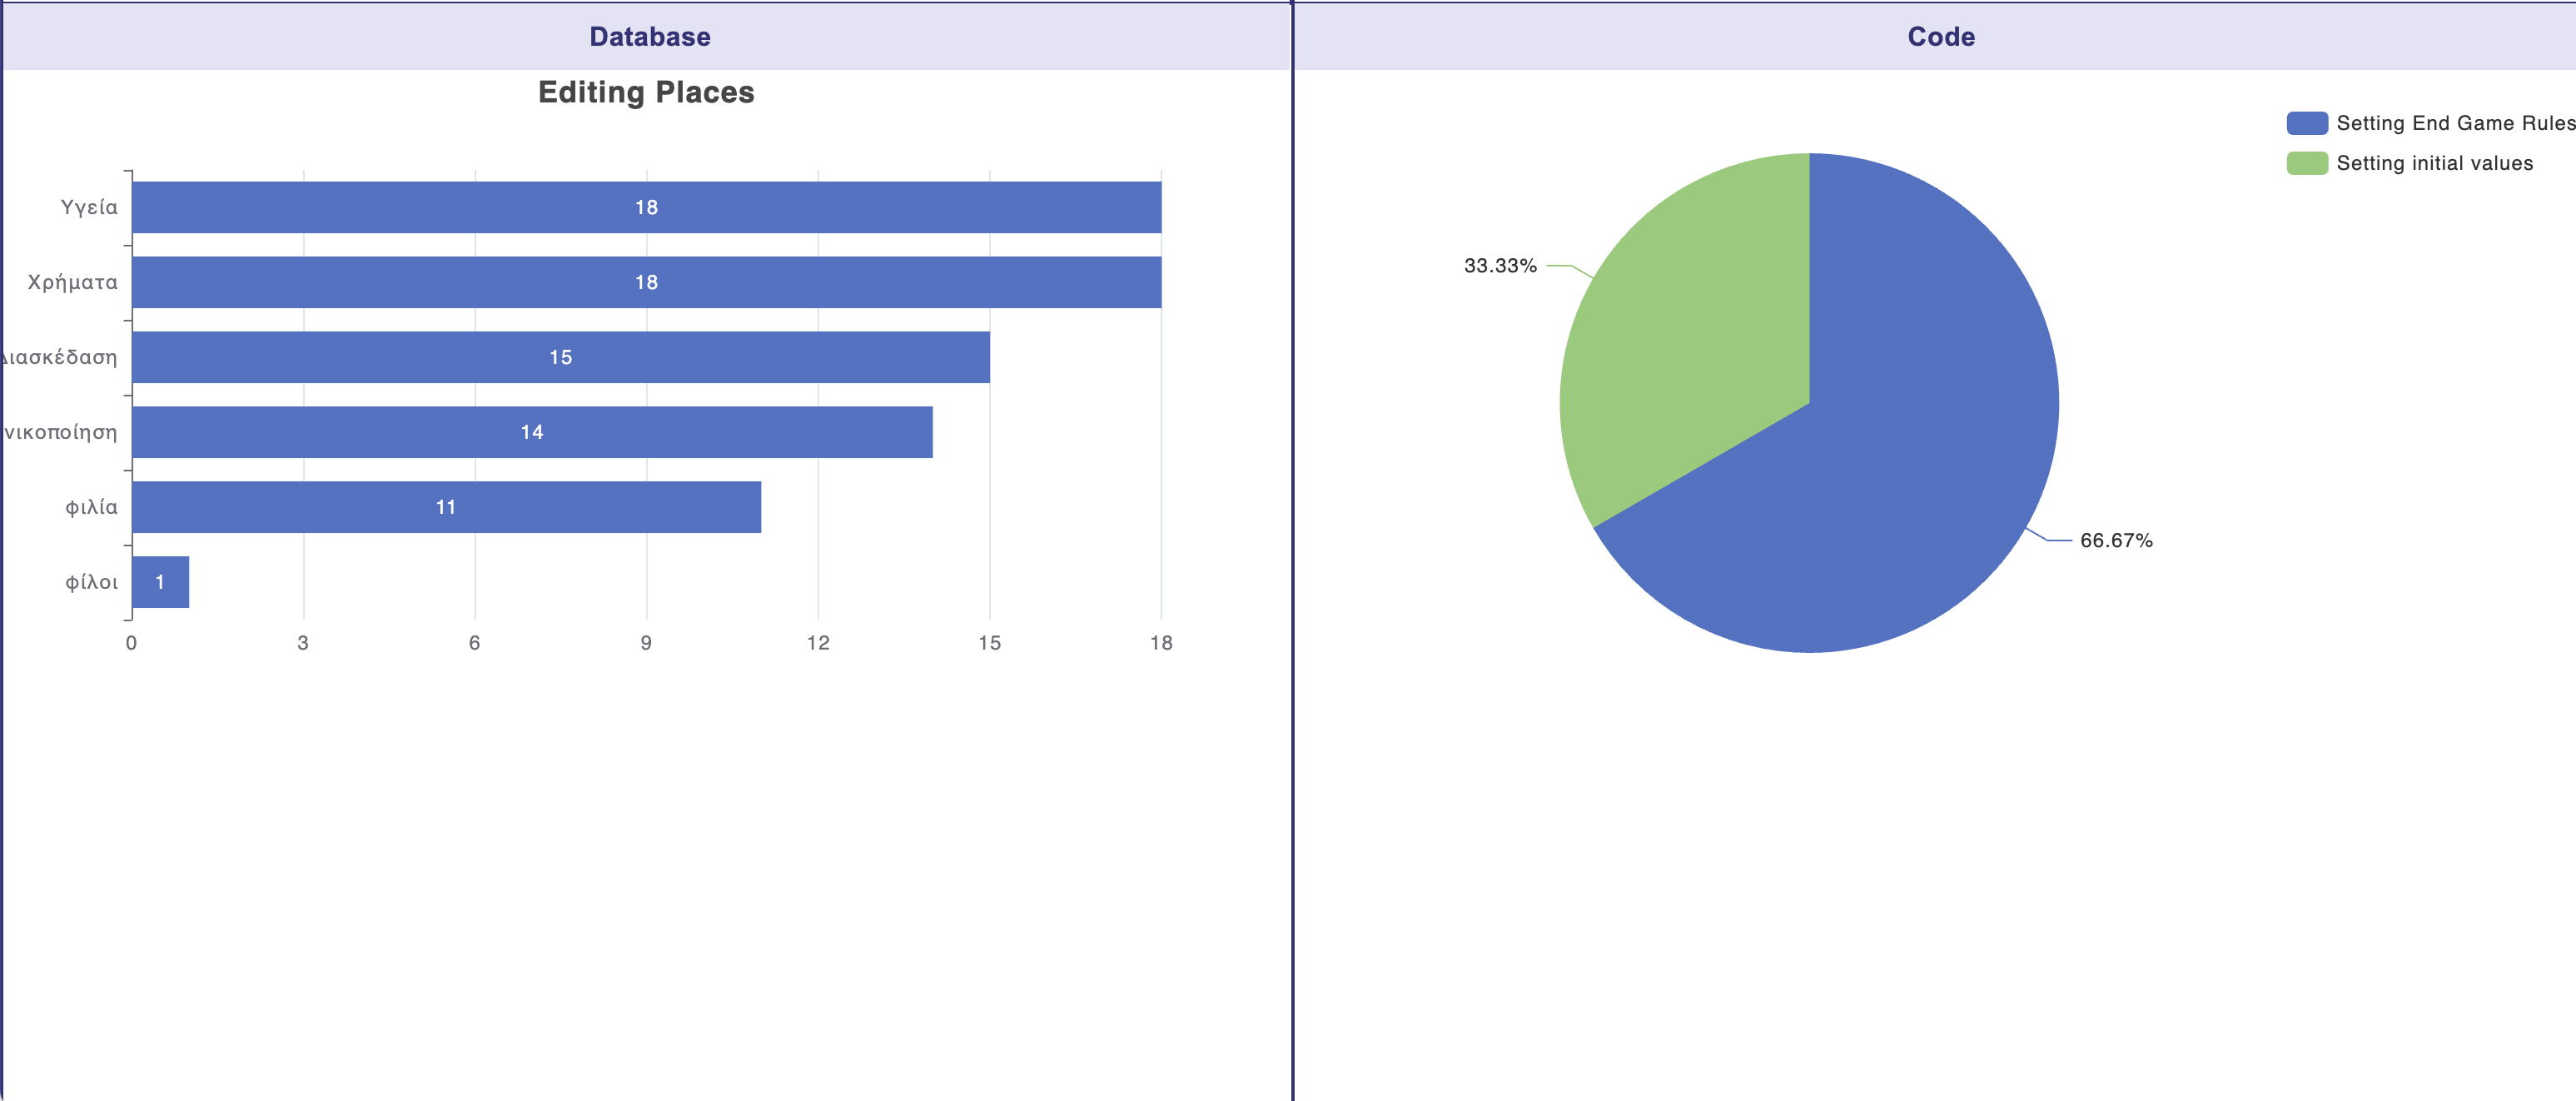 Database
Code
Editing Places
Υγεία
18
Χρήματα
18
Διασκέδαση
15
νικοποίηση
14
φιλία
11
φίλοι
1
0 3 6 9 12 15 18
Setting End Game Rules
Setting initial values
33.33%
66.67%